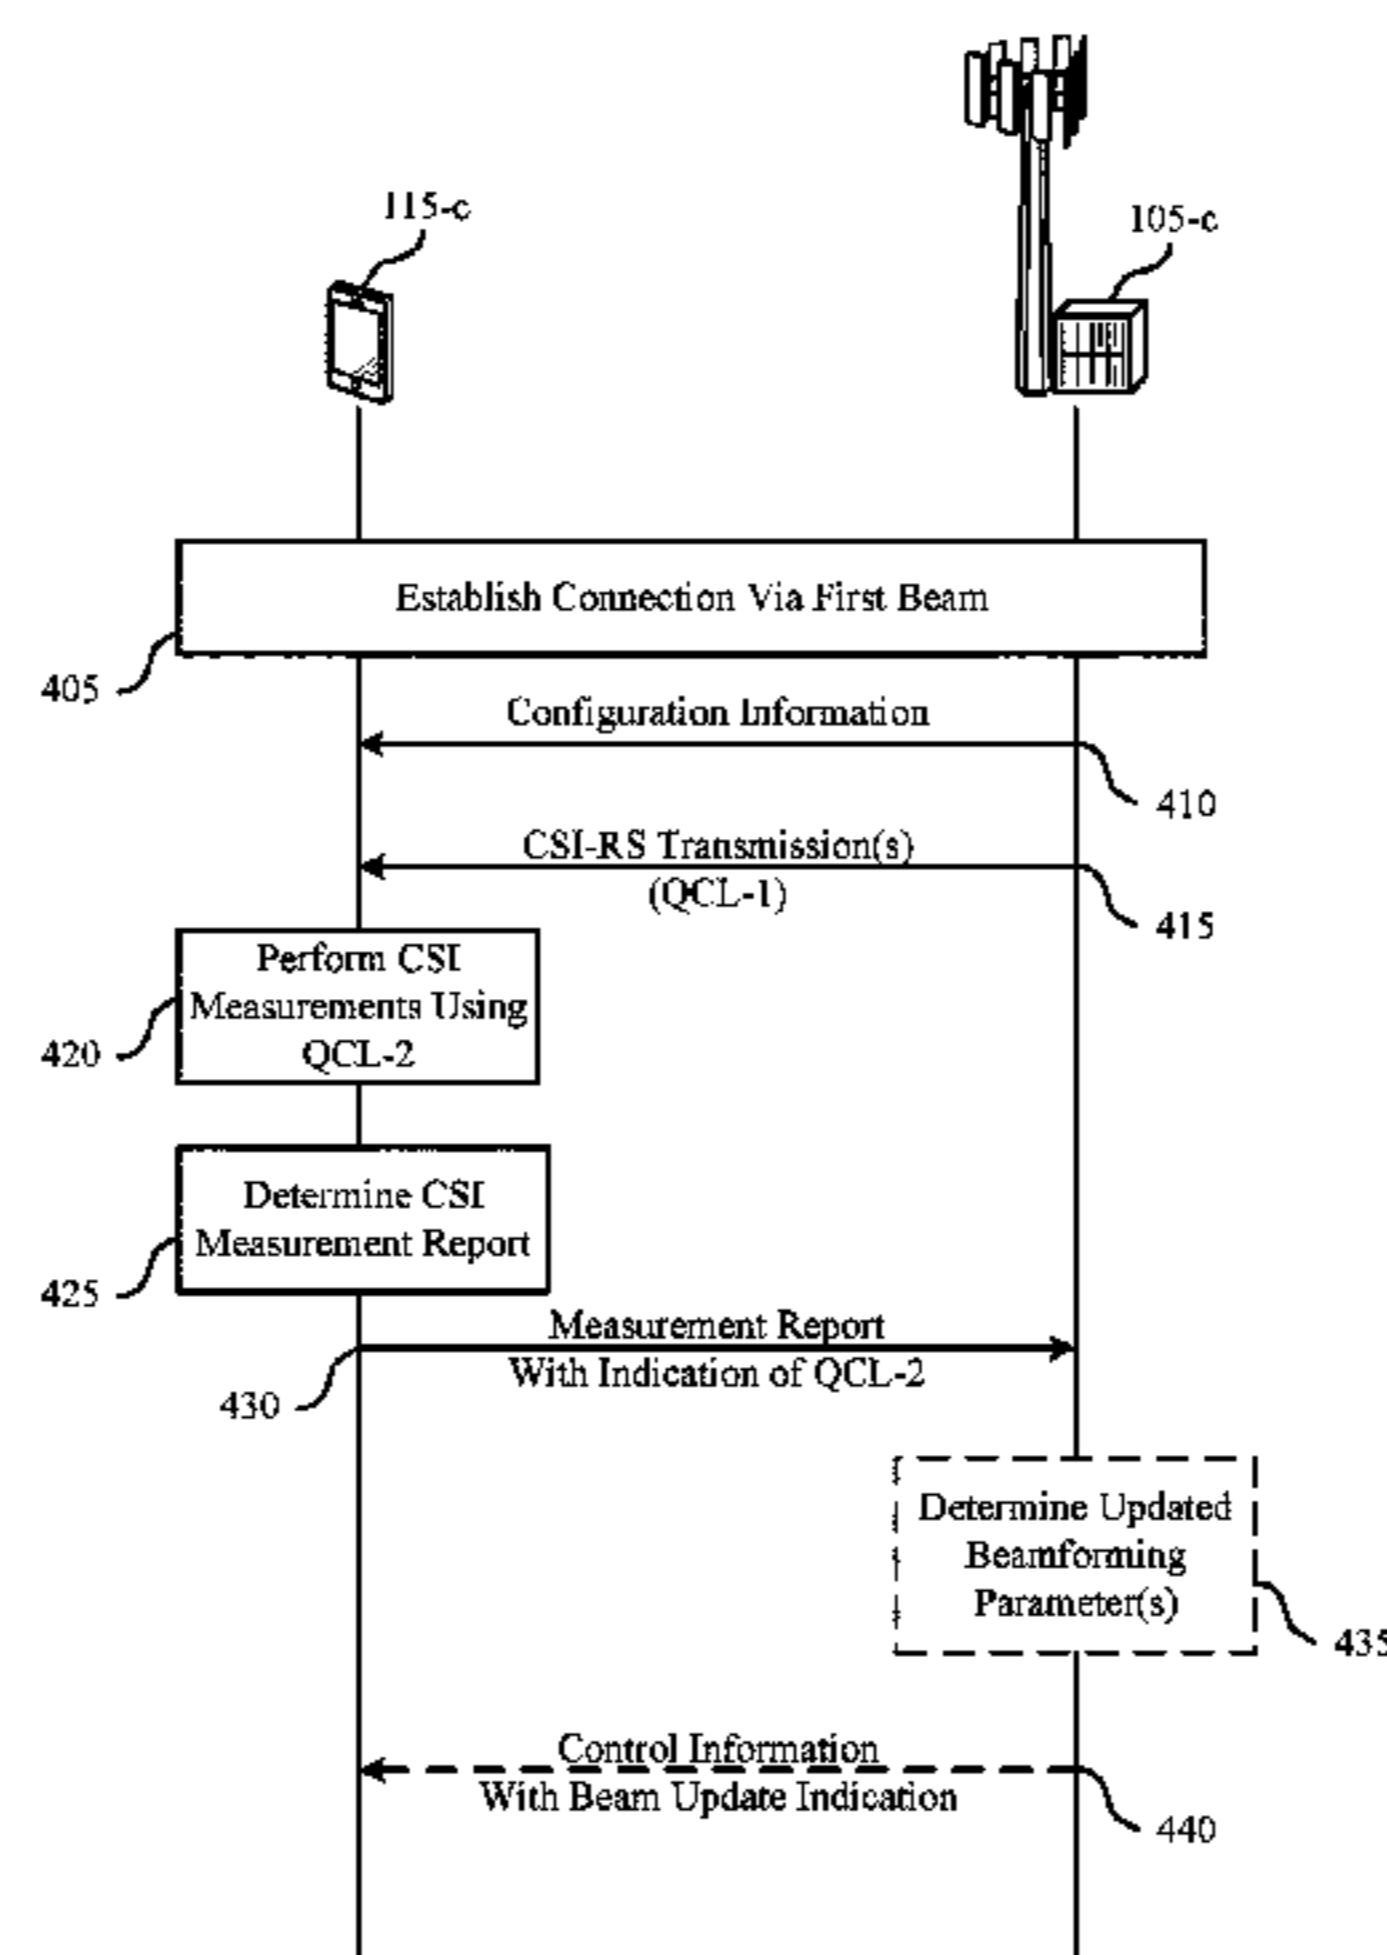 115-c
105-c
Establish Connection Via First Beam
405
Configuration Information
410
CSI-RS Transmission(s)
(QCL-1)
415
Perform CSI
Measurements Using
QCL-2
420
Determine CSI
Measurement Report
425
Measurement Report
With Indication of QCL-2
430
Determine Updated
Beamforming
Parameter(s)
435
Control Information
With Beam Update Indication
440